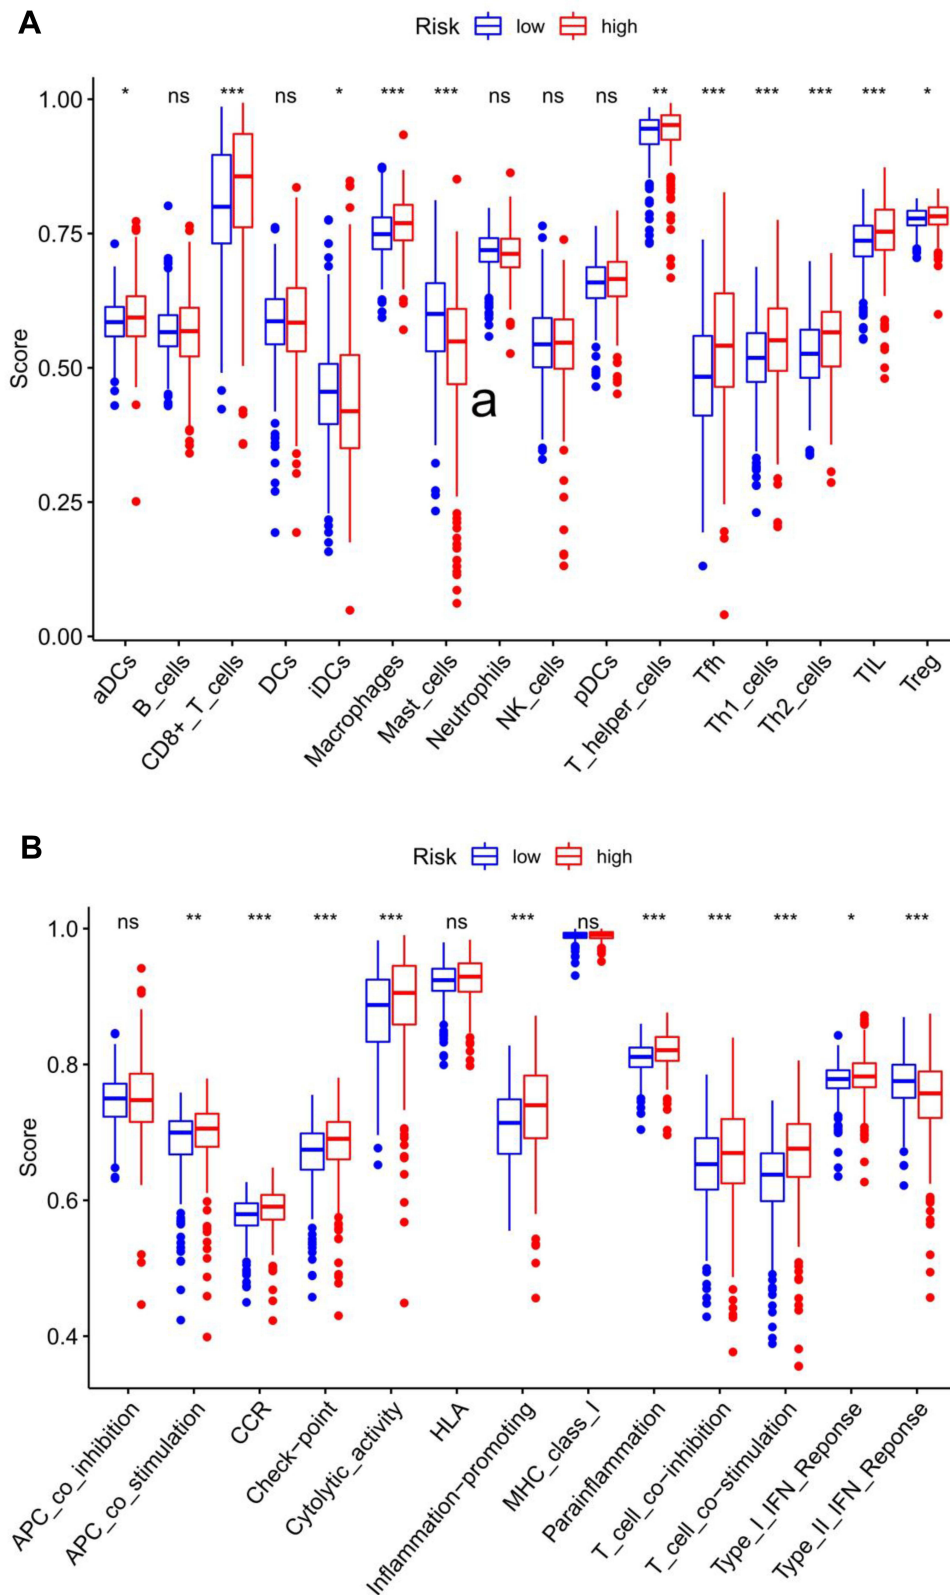 A
Risk low high
* ns *** ns * *** *** ns ns ns ** *** *** *** *** *
1.00
0.75
0.50
0.25
0.00
Score
a
aDCs
B_cells
CD8+_T_cells
DCs
iDCs
Macrophages
Mast_cells
Neutrophils
NK_cells
pDCs
T_helper_cells
Tfh
Th1_cells
Th2_cells
TIL
Treg
B
Risk low high
ns ** *** *** *** ns *** ns *** *** *** * ***
1.0
0.8
0.6
0.4
Score
APC_co_inhibition
APC_co_stimulation
CCR
Check-point
Cytolytic_activity
HLA
Inflammation-promoting
MHC_class_I
Parainflammation
T_cell_co-inhibition
T_cell_co-stimulation
Type_I_IFN_Reponse
Type_II_IFN_Reponse